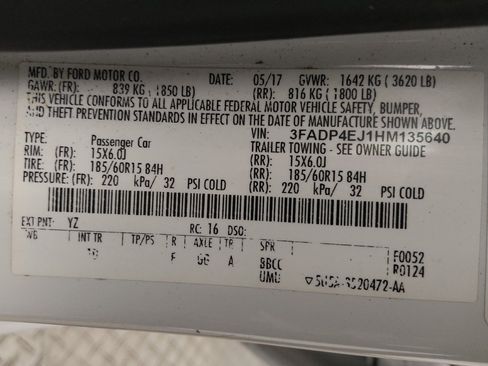 MFD. BY FORD MOTOR CO. 05/17 GVWR: 1642 KG ( 3620 LB)
GAWR: (FR): 839 KG ( 1850 LB) (RR): 816 KG ( 1800 LB)
THIS VEHICLE CONFORMS TO ALL APPLICABLE FEDERAL MOTOR VEHICLE SAFETY, BUMPER,
AND THEFT PREVENTION STANDARDS IN EFFECT ON THE DATE OF MANUFACTURE SHOWN ABOVE.
VIN: 3FADP4EJ1HM135640
TYPE: Passenger Car TRAILER TOWING - SEE OWNER GUIDE
RIM: (FR): 15X6.0J (RR): 15X6.0J
TIRE: (FR): 185/60R15 84H (RR): 185/60R15 84H
PRESSURE: (FR): 220 kPa/ 32 PSI COLD (RR): 220 kPa/ 32 PSI COLD
EXT PNT: YZ RC: 16 DSO:
WB INT TR TP/PS R AXLE TR SPR F0052
F GG A BBCC R0124
UMU